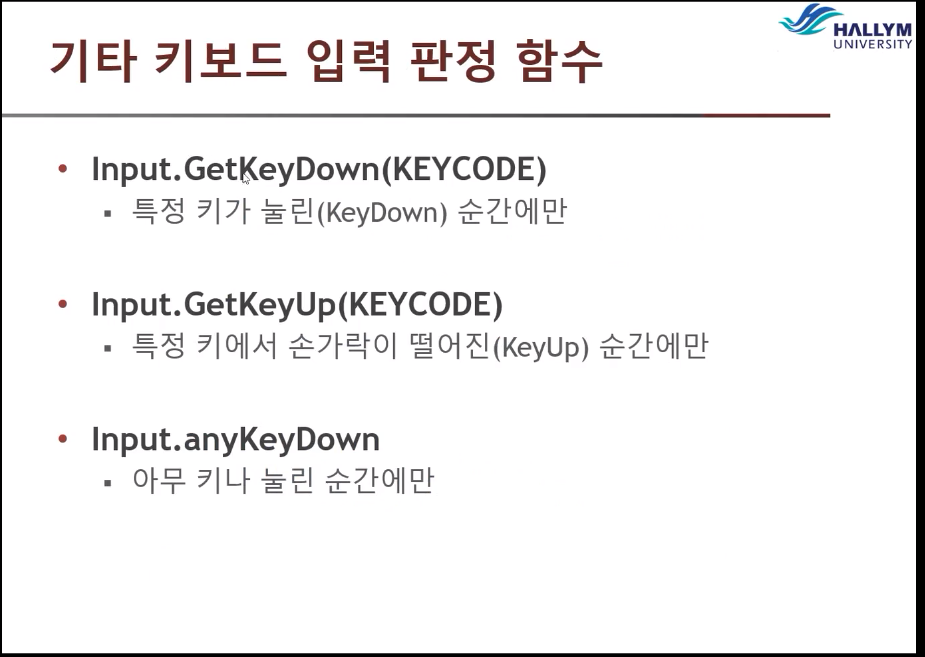 HALLYM
UNIVERSITY
기타 키보드 입력 판정 함수
• Input.GetKeyDown(KEYCODE)
▪ 특정 키가 눌린(KeyDown) 순간에만
• Input.GetKeyUp(KEYCODE)
▪ 특정 키에서 손가락이 떨어진(KeyUp) 순간에만
• Input.anyKeyDown
▪ 아무 키나 눌린 순간에만